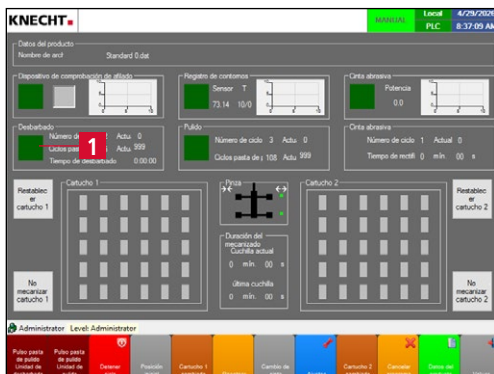 KNECHT
MANUAL
Local
PLC
8:37:09 AM
Datos del producto
Nombre de arcl Standard 0.dat
Dispositivo de comprobación de afilado
Registro de contornos
Sensor T
73.14 10/0
Cinta abrasiva
Potencia
0.0
Desbarbado
Número de Actu. 0
Ciclos pasta de Actu. 999
Tiempo de desbarbado 0:00:00
1
Pulido
Número de ciclo 3 Actu. 0
Ciclos pasta de 108 Actu. 999
Cinta abrasiva
Número de ciclo 1 Actual 0
Tiempo de rectifi 0 min. 00 s
Restablec
er
cartucho 1
Cartucho 1
Pinza
Cartucho 2
Restablec
er
cartucho 2
Duración del
mecanizado
Cuchilla actual
0 min. 00 s
última cuchilla
0 min. 00 s
No
mecanizar
cartucho 1
No
mecanizar
cartucho 2
Administrator Level: Administrator
Pulso pasta
de pulido
Unidad de
Pulso pasta
de pulido
Unidad de
Detener
Posición
Cartucho 1
Cambio de
Cartucho 2
Cancelar
Datos del